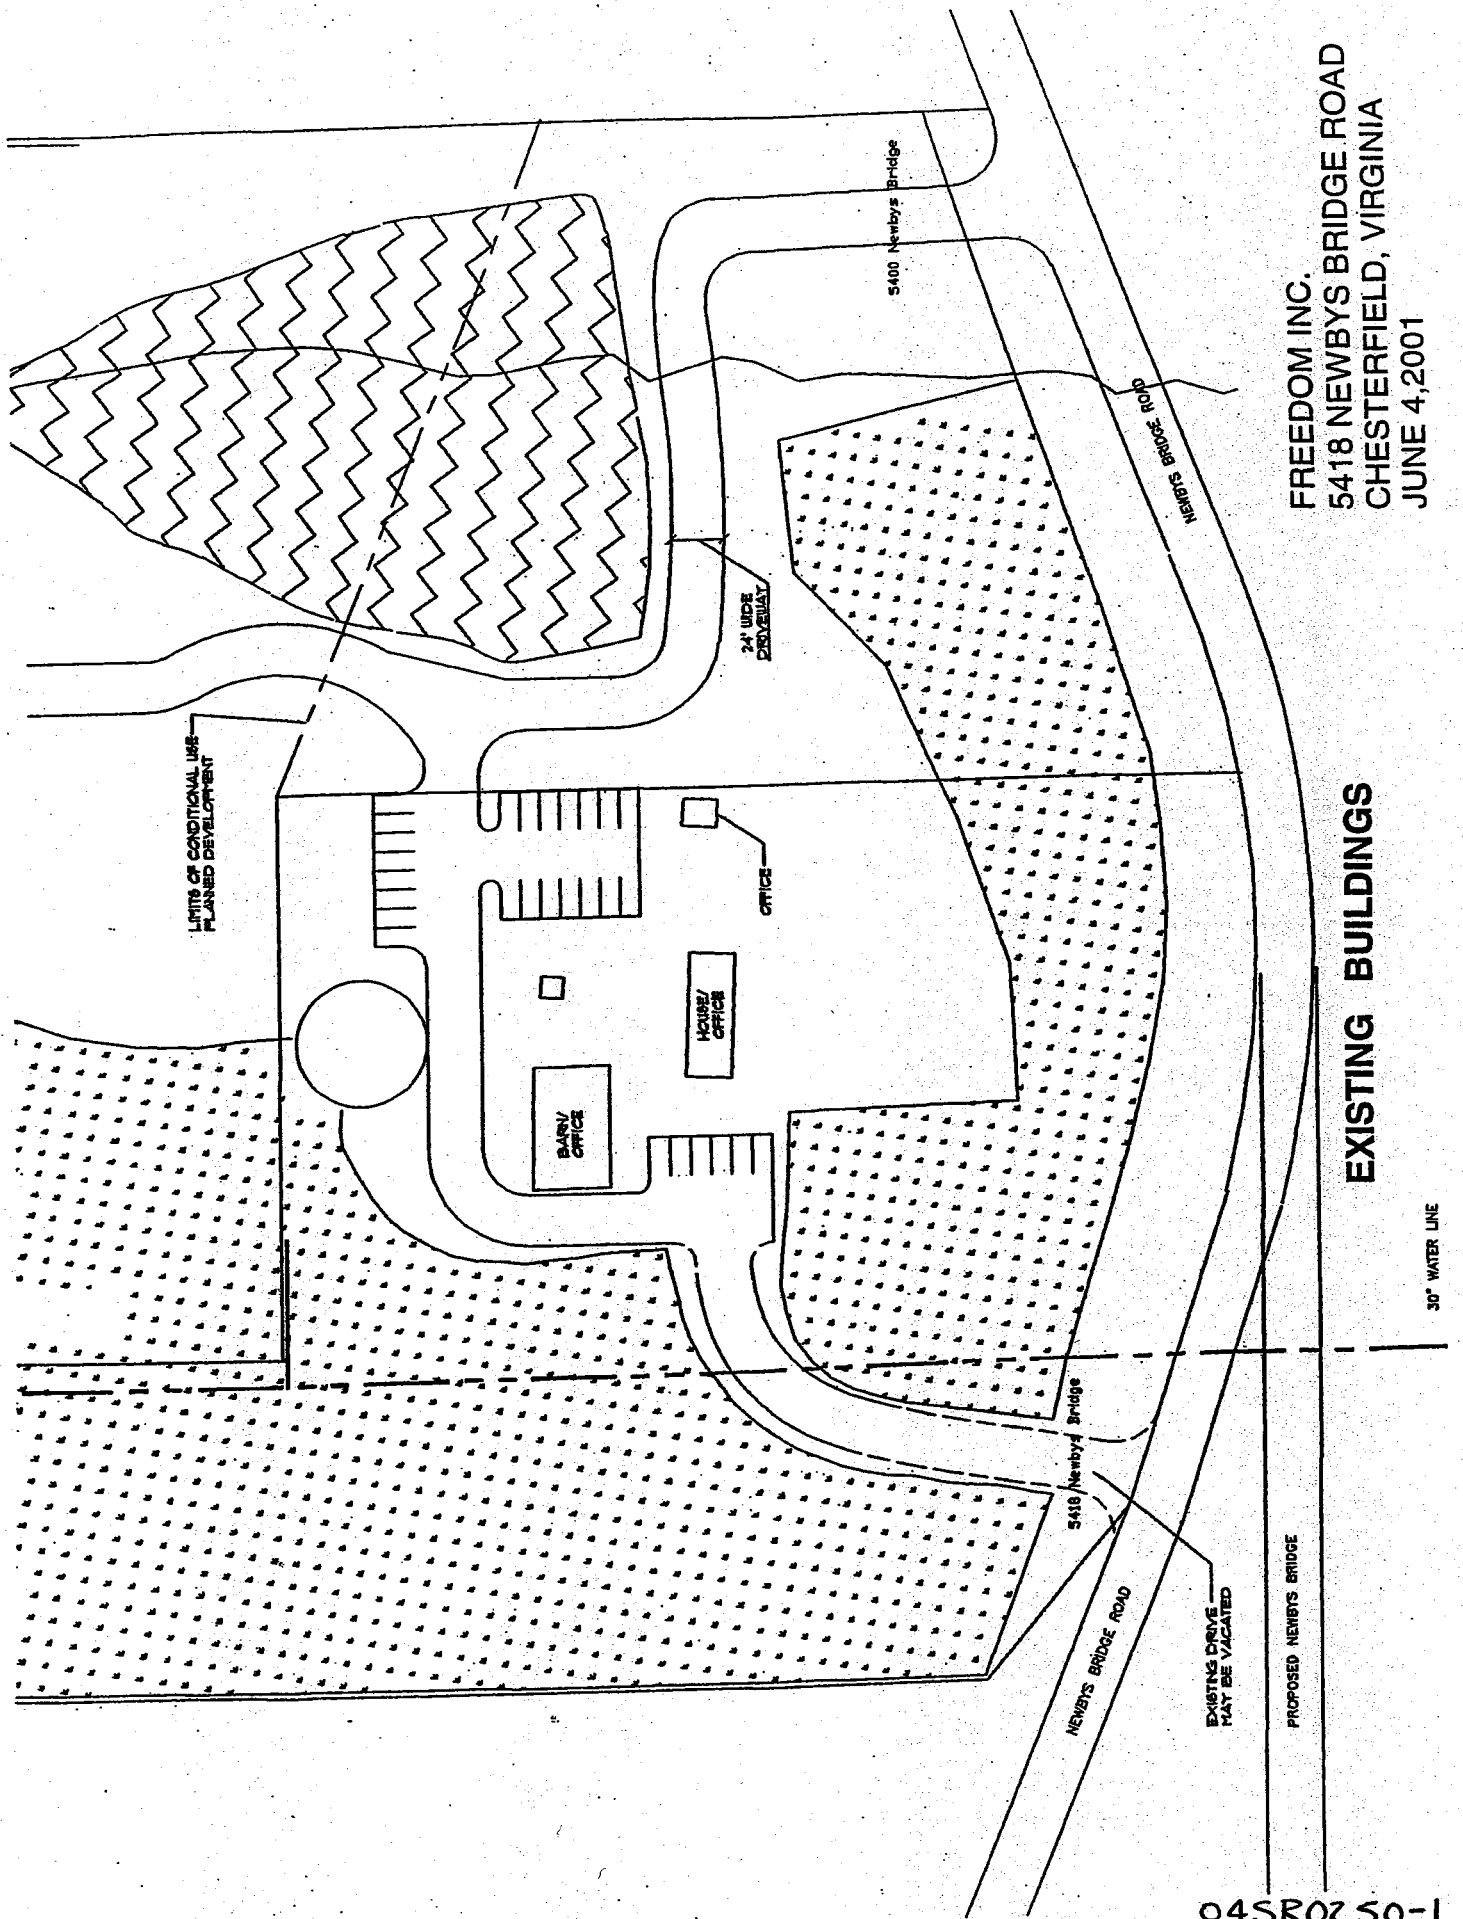 LIMITS OF CONDITIONAL USE
PLANNED DEVELOPMENT
5400 Newbys Bridge
24' WIDE
DRIVEWAY
NEWBYS BRIDGE ROAD
OFFICE
HOUSE/
OFFICE
BARN/
OFFICE
5418 Newbys Bridge
NEWBYS BRIDGE ROAD
EXISTING DRIVE
MAY BE VACATED
PROPOSED NEWBYS BRIDGE
30" WATER LINE
EXISTING BUILDINGS
FREEDOM INC.
5418 NEWBYS BRIDGE ROAD
CHESTERFIELD, VIRGINIA
JUNE 4,2001
04SR0250-1